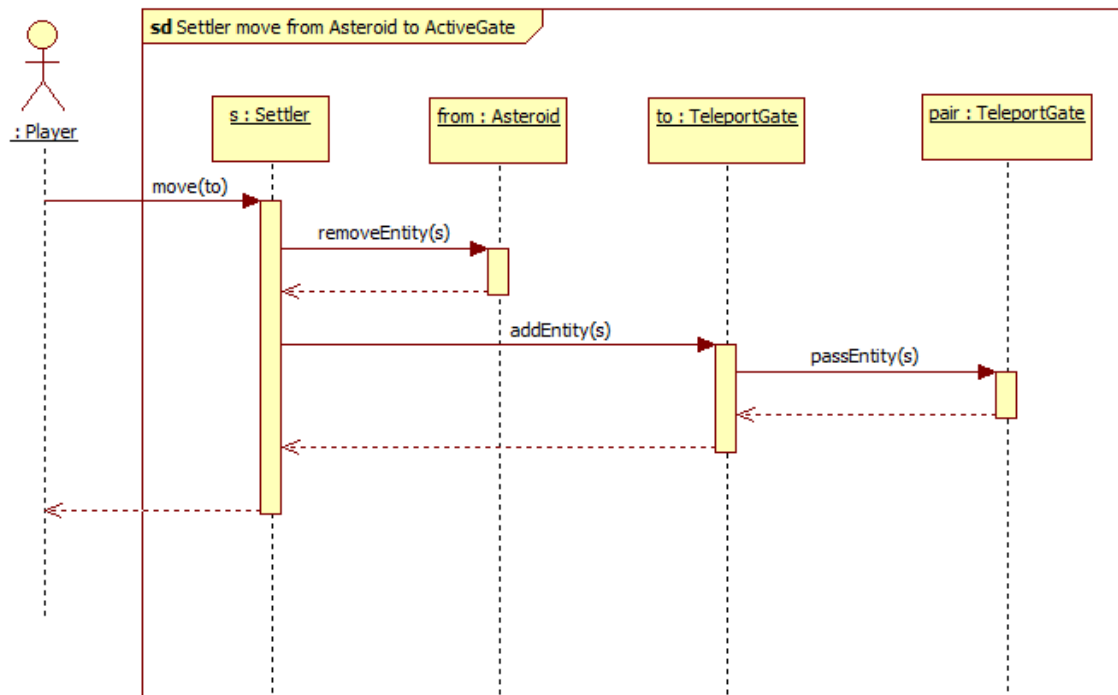 sd Settler move from Asteroid to ActiveGate
: Player
s : Settler
from : Asteroid
to : TeleportGate
pair : TeleportGate
move(to)
removeEntity(s)
addEntity(s)
passEntity(s)